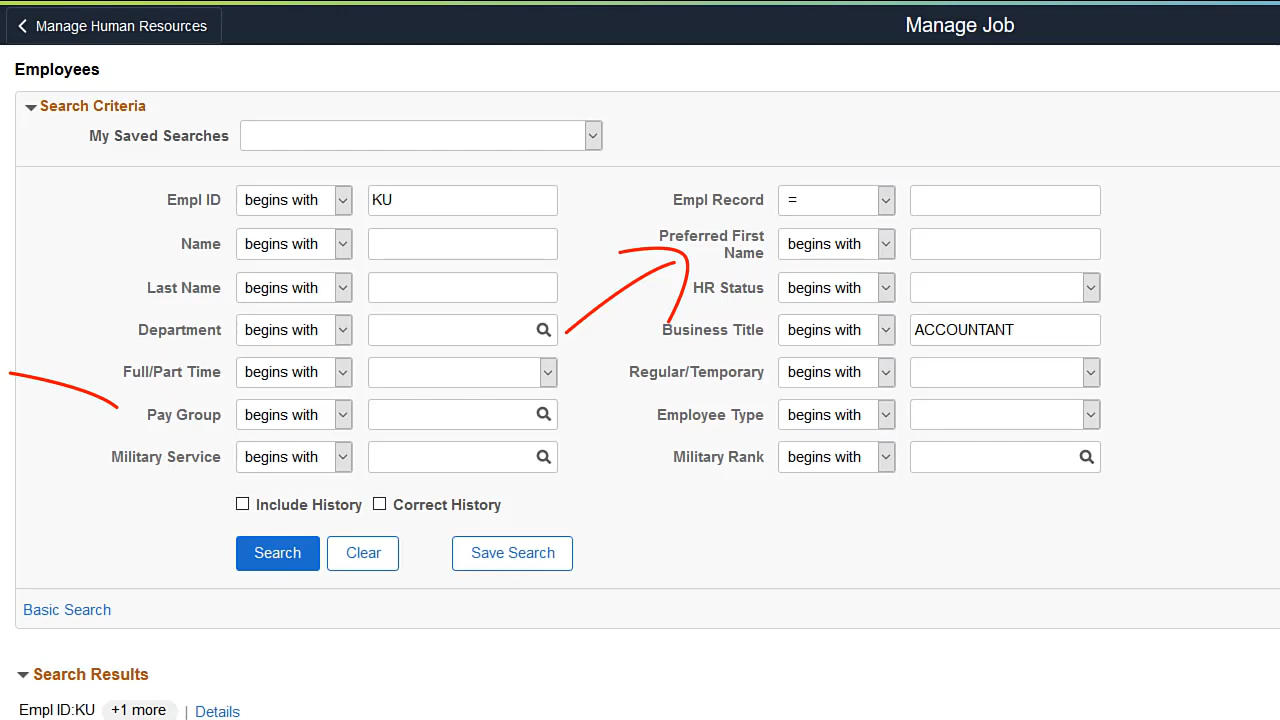 Manage Human Resources
Manage Job
Employees
Search Criteria
My Saved Searches
Empl ID begins with KU Empl Record =
Name begins with Preferred First Name begins with
Last Name begins with HR Status begins with
Department begins with Business Title begins with ACCOUNTANT
Full/Part Time begins with Regular/Temporary begins with
Pay Group begins with Employee Type begins with
Military Service begins with Military Rank begins with
Include History Correct History
Search Clear Save Search
Basic Search
Search Results
Empl ID:KU +1 more | Details